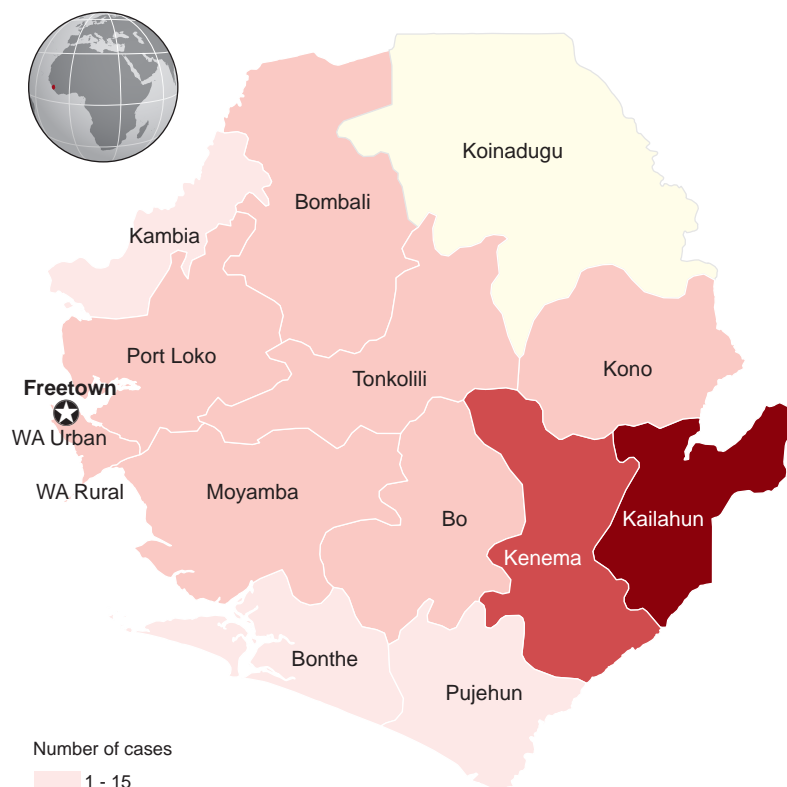 Koinadugu
Bombali
Kambia
Port Loko
Tonkolili
Kono
Freetown
WA Urban
WA Rural
Moyamba
Bo
Kailahun
Kenema
Bonthe
Pujehun
Number of cases
1 - 15